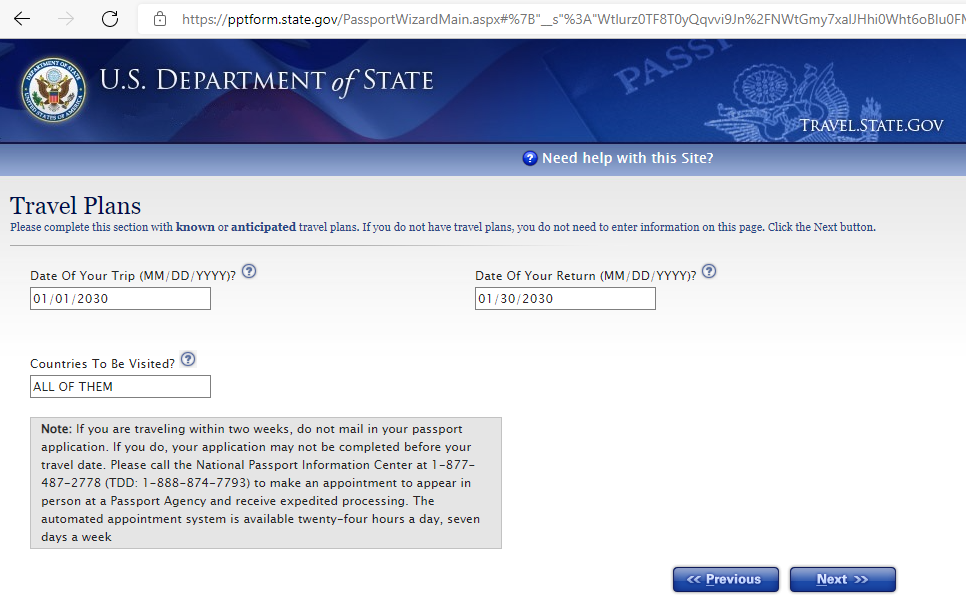 https://pptform.state.gov/PassportWizardMain.aspx#%7B"__s"%3A"Wtlurz0TF8T0yQqvvi9Jn%2FNWtGmy7xalJHhi0Wht6oBlu0FM
U.S. DEPARTMENT of STATE
PASSP
TRAVEL.STATE.GOV
? Need help with this Site?
Travel Plans
Please complete this section with known or anticipated travel plans. If you do not have travel plans, you do not need to enter information on this page. Click the Next button.
Date Of Your Trip (MM/DD/YYYY)? ?
Date Of Your Return (MM/DD/YYYY)? ?
01/01/2030
01/30/2030
Countries To Be Visited? ?
ALL OF THEM
Note: If you are traveling within two weeks, do not mail in your passport
application. If you do, your application may not be completed before your
travel date. Please call the National Passport Information Center at 1-877-
487-2778 (TDD: 1-888-874-7793) to make an appointment to appear in
person at a Passport Agency and receive expedited processing. The
automated appointment system is available twenty-four hours a day, seven
days a week
<< Previous
Next >>